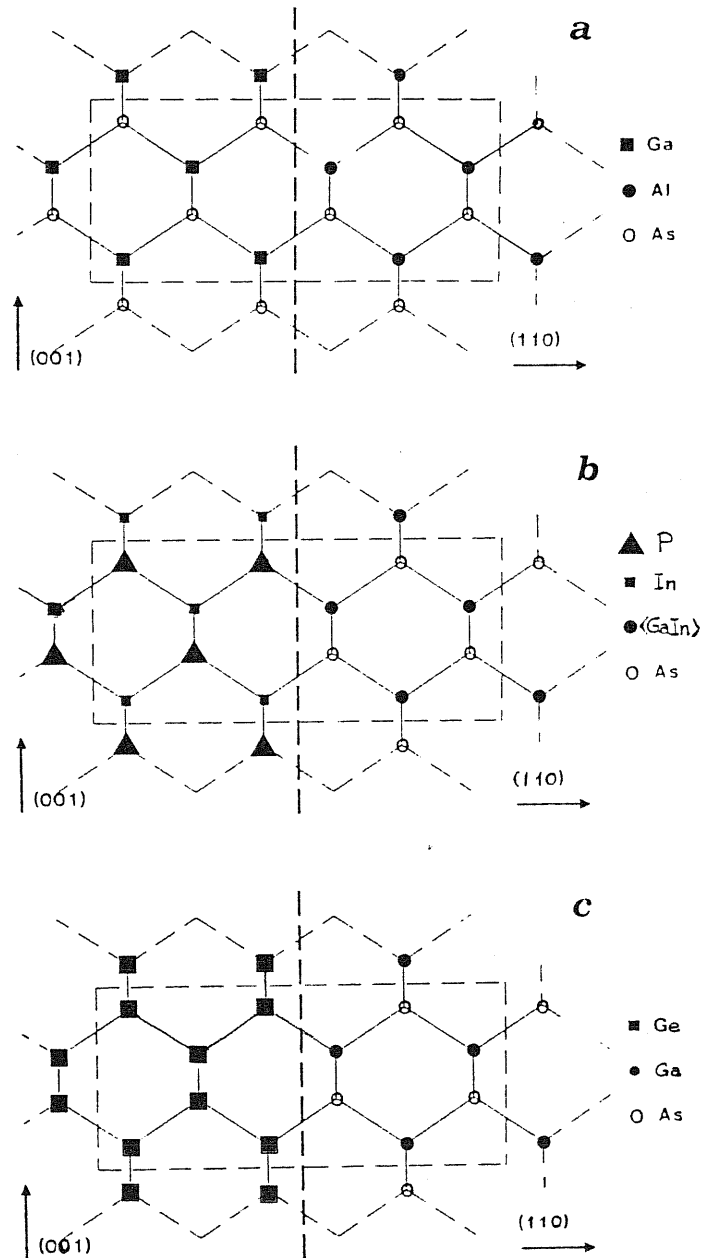 a
Ga
Al
As
(001)
(110)
b
P
In
<GaIn>
As
(001)
(110)
c
Ge
Ga
As
(001)
(110)